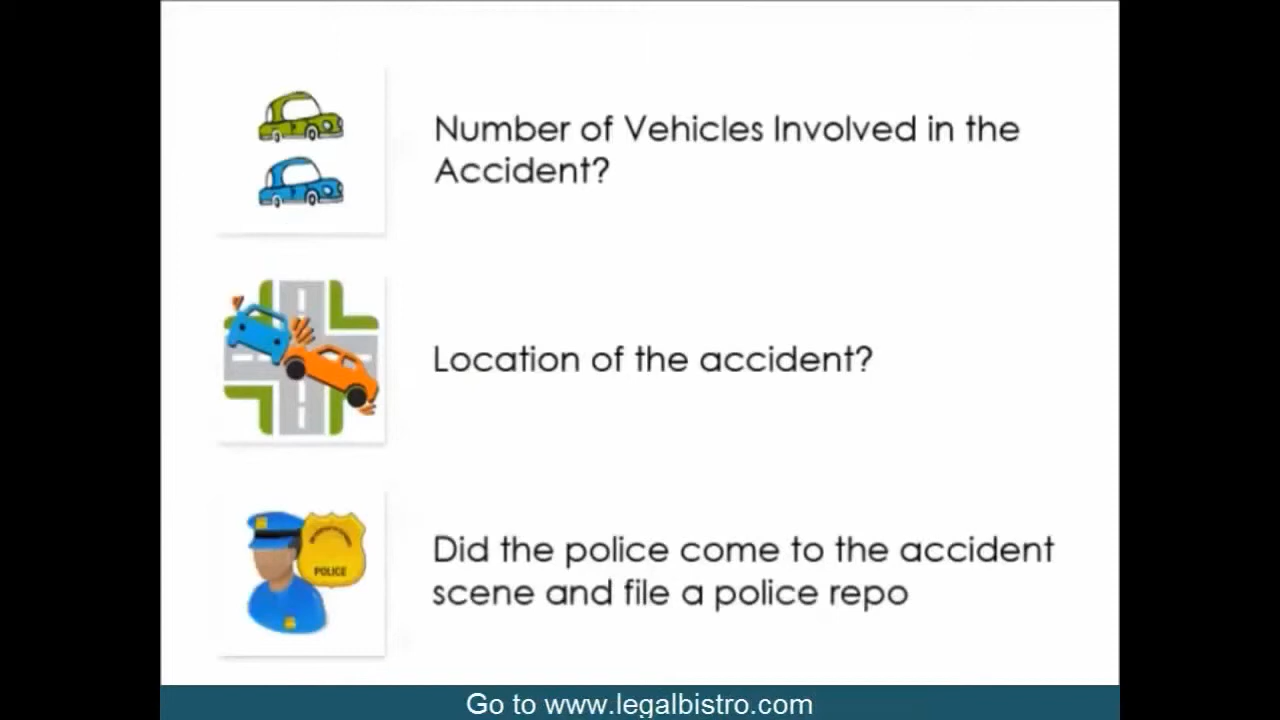 Number of Vehicles Involved in the
Accident?
Location of the accident?
POLICE
Did the police come to the accident
scene and file a police repo
Go to www.legalbistro.com